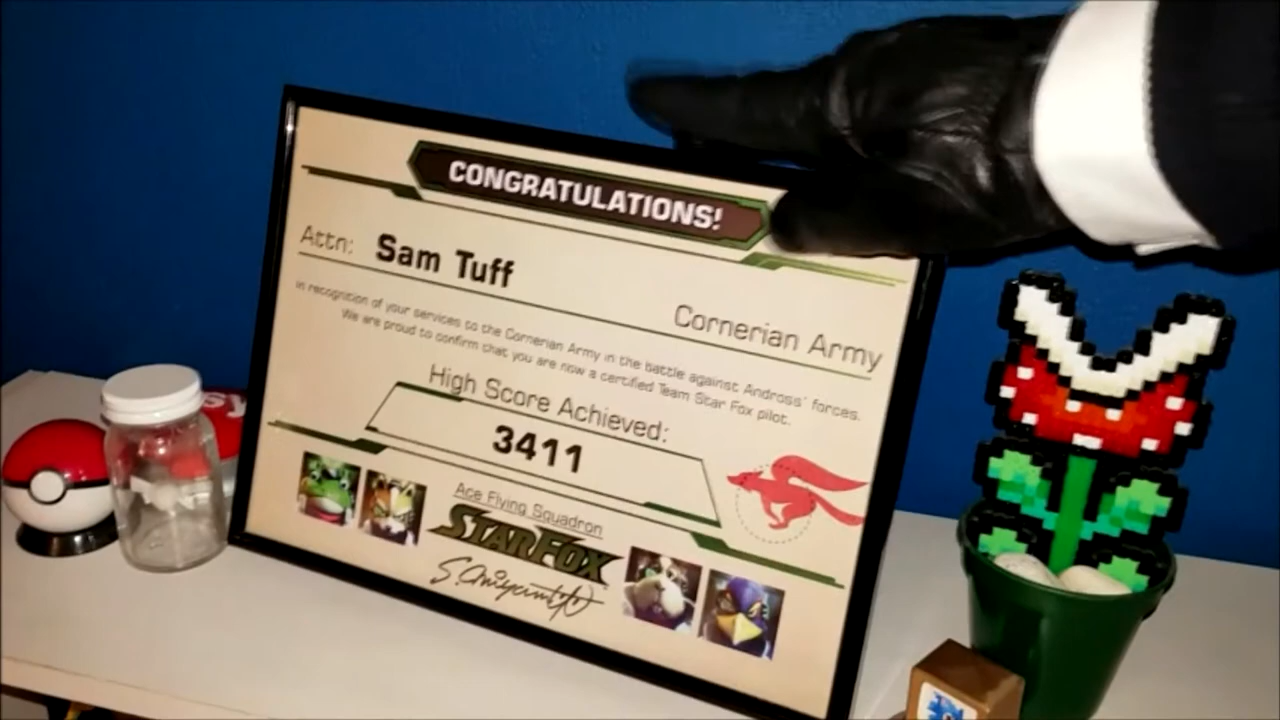 CONGRATULATIONS!
Attn: Sam Tuff
Cornerian Army
In recognition of your services to the Cornerian Army in the battle against Andross' forces.
We are proud to confirm that you are now a certified Team Star Fox pilot.
High Score Achieved:
3411
Ace Flying Squadron
STARFOX
S. Miyamoto
sy